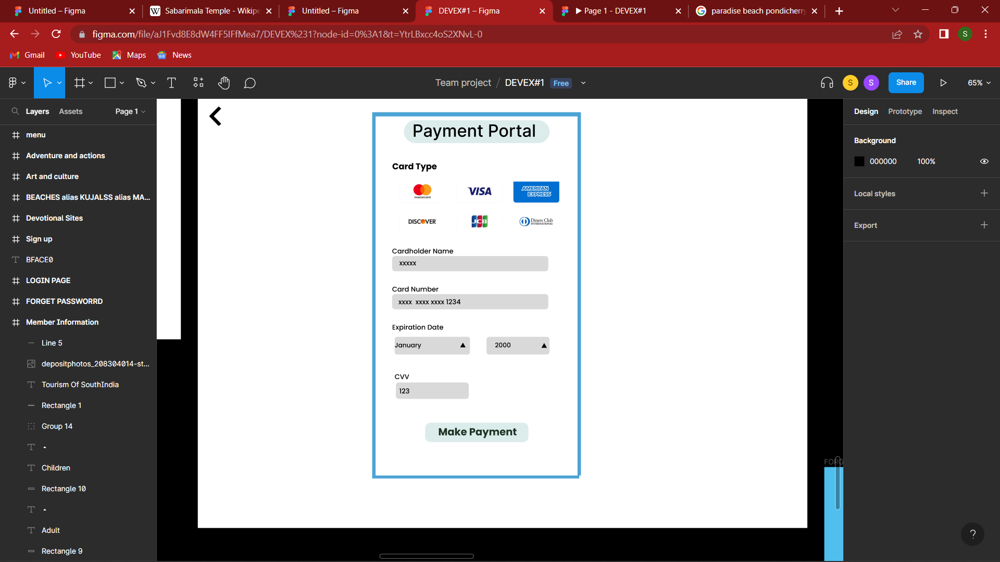 Untitled – Figma
Sabarimala Temple - Wikipe
Untitled – Figma
DEVEX#1 – Figma
Page 1 - DEVEX#1
paradise beach pondicherry
figma.com/file/aJ1Fvd8E8dW4FF5IFfMea7/DEVEX%231?node-id=0%3A1&t=YtrLBxcc4oS2XNvL-0
S
Gmail
YouTube
Maps
News
Team project / DEVEX#1 Free
S
S
Share
65%
Layers
Assets
Page 1
menu
Adventure and actions
Art and culture
BEACHES alias KUJALSS alias MA...
Devotional Sites
Sign up
BFACE0
LOGIN PAGE
FORGET PASSWORRD
Member Information
Line 5
depositphotos_208304014-st...
Tourism Of SouthIndia
Rectangle 1
Group 14
Children
Rectangle 10
Adult
Rectangle 9
Payment Portal
Card Type
mastercard
VISA
AMERICAN EXPRESS
DISCOVER
JCB
Diners Club INTERNATIONAL
Cardholder Name
xxxxx
Card Number
xxxx xxxx xxxx 1234
Expiration Date
January ▲
2000 ▲
CVV
123
Make Payment
FORG
Design
Prototype
Inspect
Background
000000 100%
Local styles
Export
?